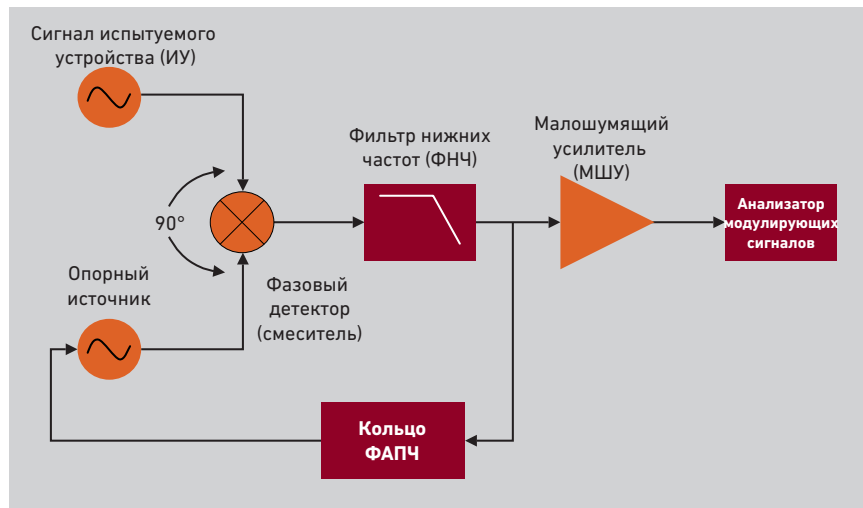 Сигнал испытуемого
устройства (ИУ)
Фильтр нижних
частот (ФНЧ)
Малошумящий
усилитель
(МШУ)
Анализатор
модулирующих
сигналов
90°
Опорный
источник
Фазовый
детектор
(смеситель)
Кольцо
ФАПЧ